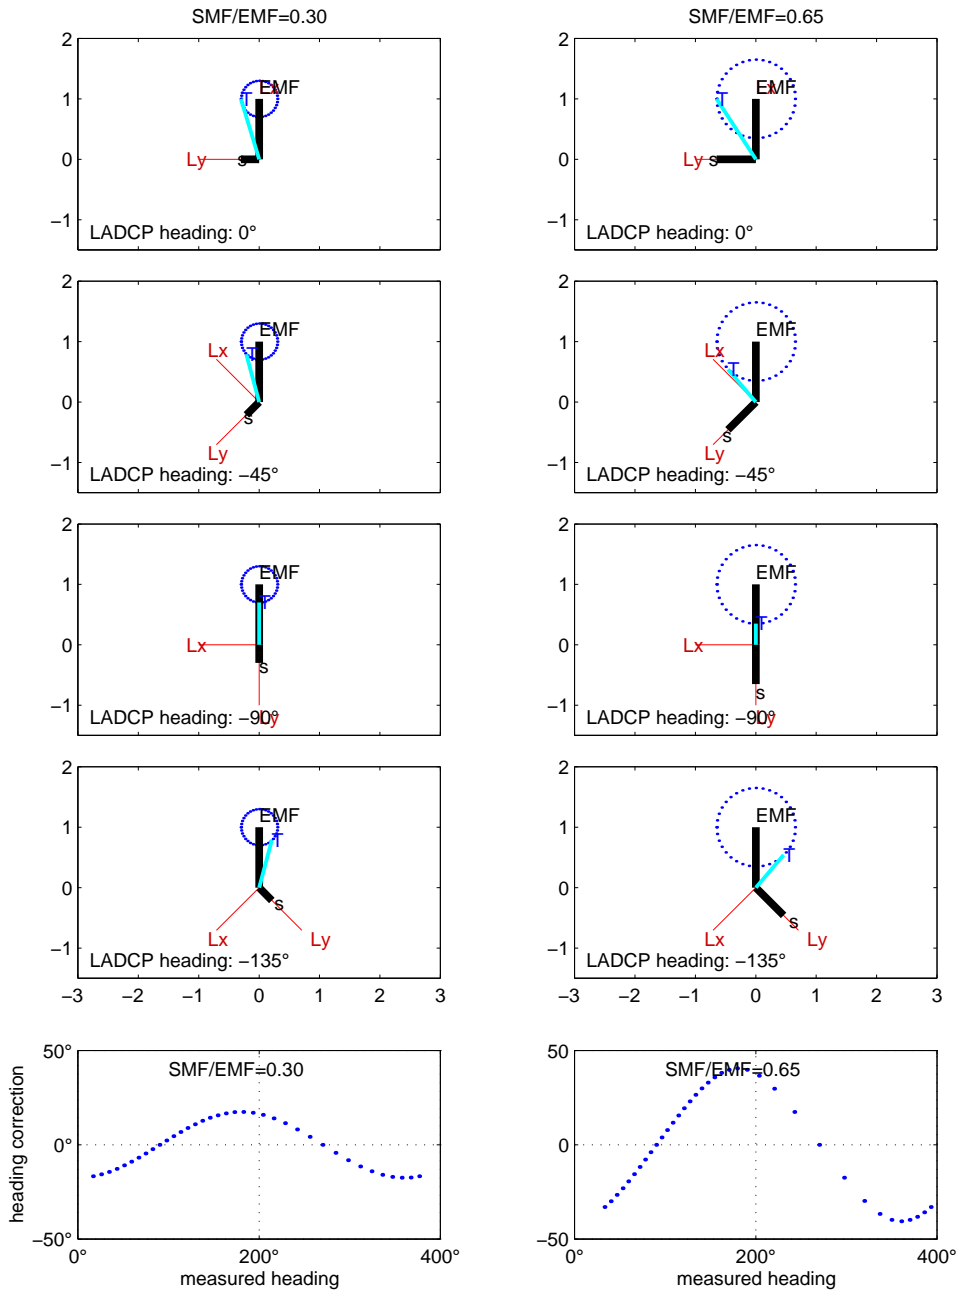 SMF/EMF=0.30
SMF/EMF=0.65
2
1
0
−1
EMF
Lx
T
Ly
s
LADCP heading: 0°
2
1
0
−1
EMF
Lx
T
Ly
s
LADCP heading: 0°
2
1
0
−1
EMF
Lx
T
s
Ly
LADCP heading: −45°
2
1
0
−1
EMF
Lx
T
s
Ly
LADCP heading: −45°
2
1
0
−1
EMF
T
Lx
s
Ly
LADCP heading: −90°
2
1
0
−1
EMF
T
Lx
s
Ly
LADCP heading: −90°
2
1
0
−1
EMF
T
s
Lx
Ly
LADCP heading: −135°
−3 −2 −1 0 1 2 3
2
1
0
−1
EMF
T
s
Lx
Ly
LADCP heading: −135°
−3 −2 −1 0 1 2 3
50°
0°
−50°
heading correction
SMF/EMF=0.30
0° 200° 400°
measured heading
50
0
−50
SMF/EMF=0.65
0° 200° 400°
measured heading